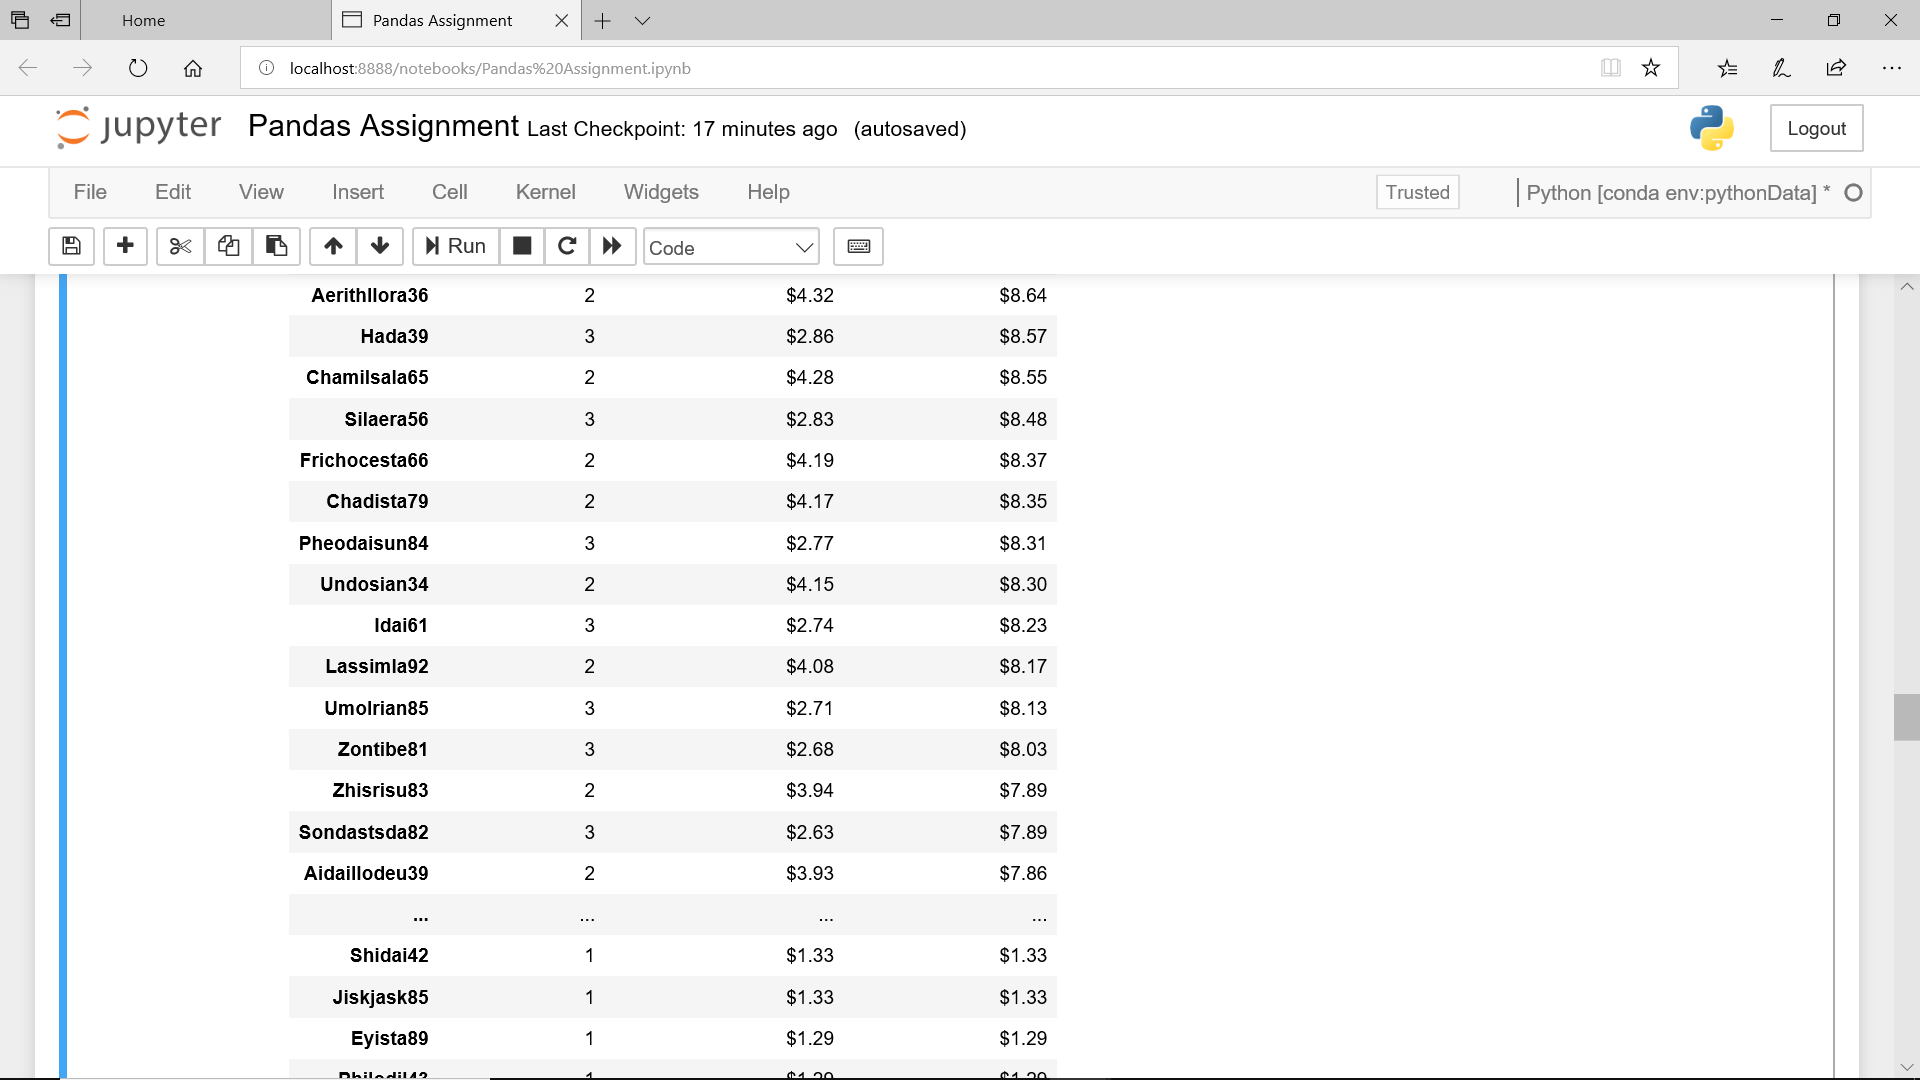 Home
Pandas Assignment
localhost:8888/notebooks/Pandas%20Assignment.ipynb
jupyter Pandas Assignment Last Checkpoint: 17 minutes ago (autosaved)
Logout
File Edit View Insert Cell Kernel Widgets Help
Trusted
Python [conda env:pythonData] *
Run
Code
Aerithllora36 2 $4.32 $8.64
Hada39 3 $2.86 $8.57
Chamilsala65 2 $4.28 $8.55
Silaera56 3 $2.83 $8.48
Frichocesta66 2 $4.19 $8.37
Chadista79 2 $4.17 $8.35
Pheodaisun84 3 $2.77 $8.31
Undosian34 2 $4.15 $8.30
Idai61 3 $2.74 $8.23
Lassimla92 2 $4.08 $8.17
Umolrian85 3 $2.71 $8.13
Zontibe81 3 $2.68 $8.03
Zhisrisu83 2 $3.94 $7.89
Sondastsda82 3 $2.63 $7.89
Aidaillodeu39 2 $3.93 $7.86
... ... ... ...
Shidai42 1 $1.33 $1.33
Jiskjask85 1 $1.33 $1.33
Eyista89 1 $1.29 $1.29